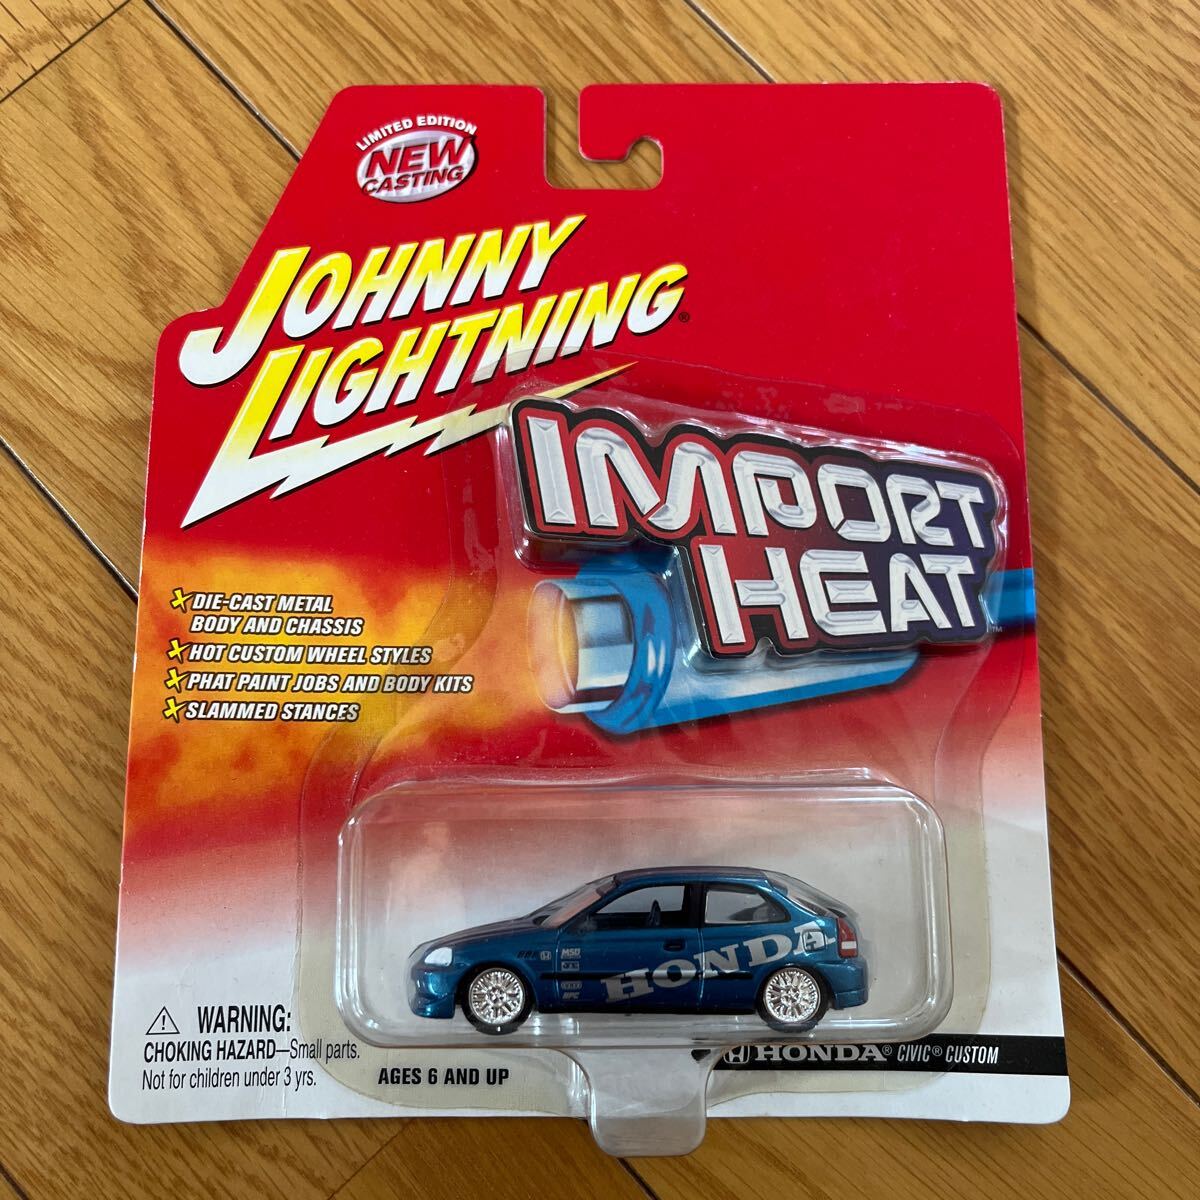 LIMITED EDITION
NEW
CASTING
JOHNNY
LIGHTNING®
IMPORT
HEAT™
DIE-CAST METAL
BODY AND CHASSIS
HOT CUSTOM WHEEL STYLES
PHAT PAINT JOBS AND BODY KITS
SLAMMED STANCES
MSD
HONDA
WARNING:
CHOKING HAZARD—Small parts.
Not for children under 3 yrs.
AGES 6 AND UP
HONDA® CIVIC® CUSTOM